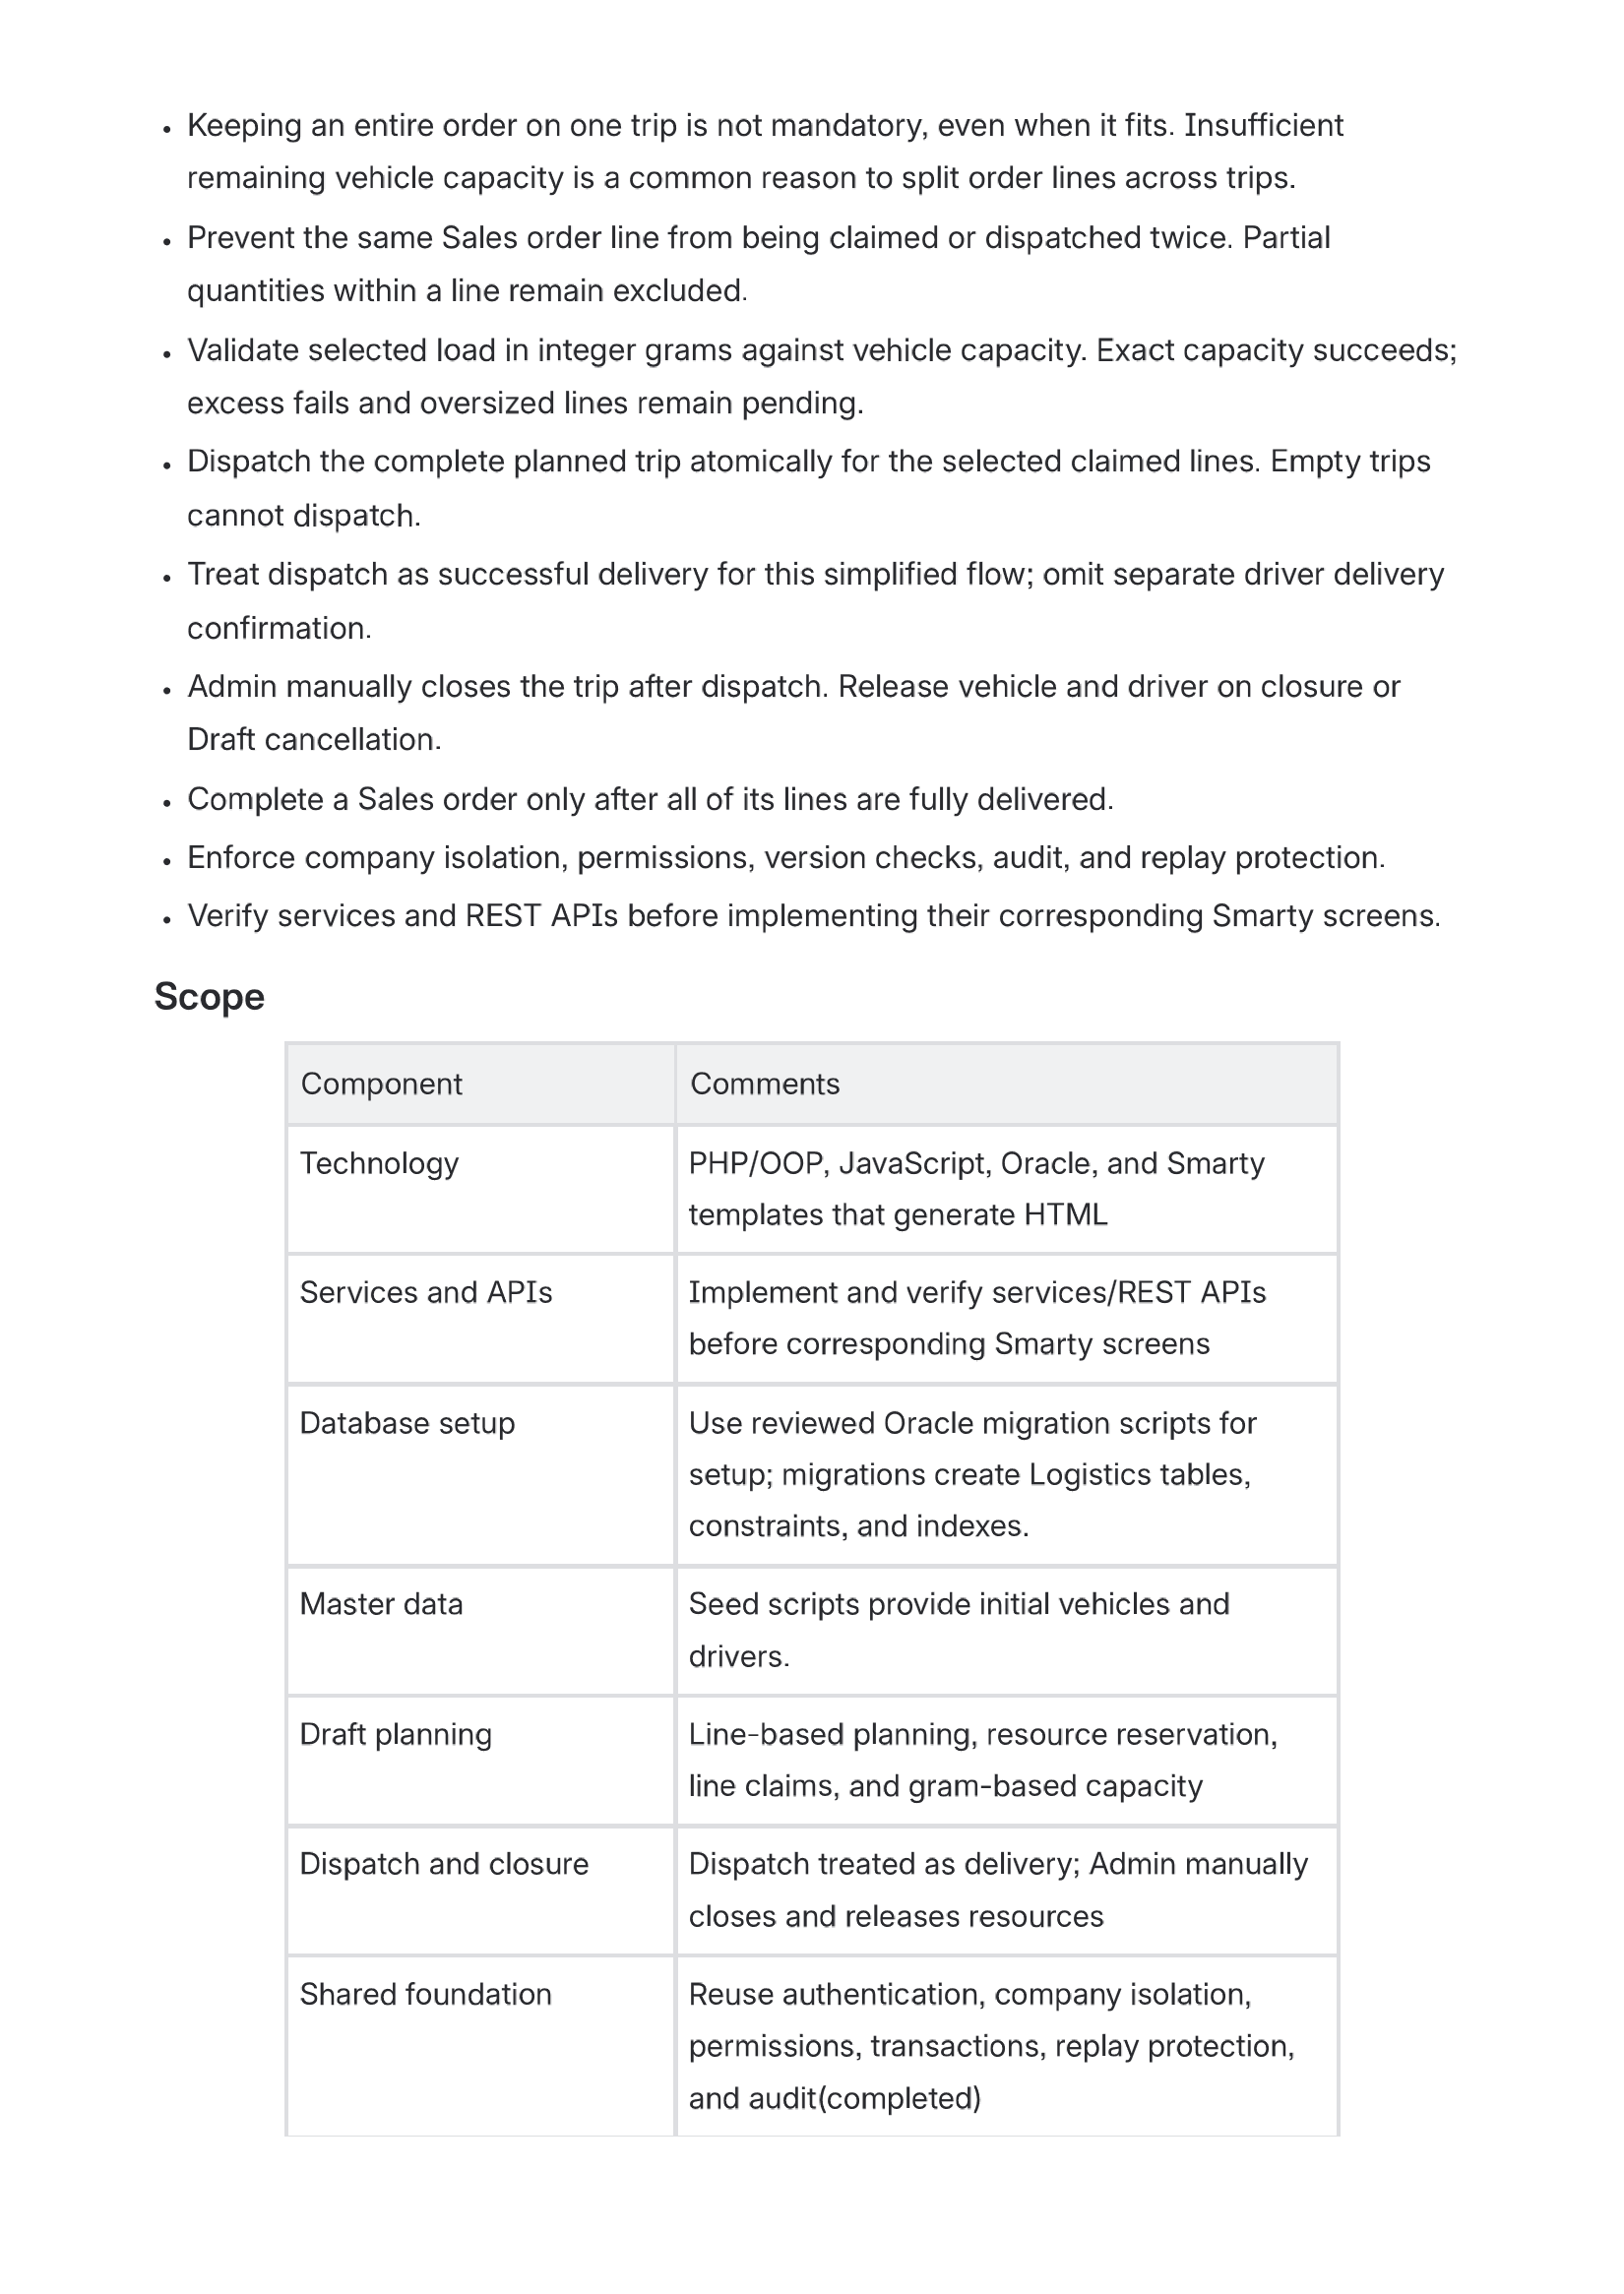 • Keeping an entire order on one trip is not mandatory, even when it fits. Insufficient
remaining vehicle capacity is a common reason to split order lines across trips.
• Prevent the same Sales order line from being claimed or dispatched twice. Partial
quantities within a line remain excluded.
• Validate selected load in integer grams against vehicle capacity. Exact capacity succeeds;
excess fails and oversized lines remain pending.
• Dispatch the complete planned trip atomically for the selected claimed lines. Empty trips
cannot dispatch.
• Treat dispatch as successful delivery for this simplified flow; omit separate driver delivery
confirmation.
• Admin manually closes the trip after dispatch. Release vehicle and driver on closure or
Draft cancellation.
• Complete a Sales order only after all of its lines are fully delivered.
• Enforce company isolation, permissions, version checks, audit, and replay protection.
• Verify services and REST APIs before implementing their corresponding Smarty screens.
Scope
Component
Comments
Technology
PHP/OOP, JavaScript, Oracle, and Smarty
templates that generate HTML
Services and APIs
Implement and verify services/REST APIs
before corresponding Smarty screens
Database setup
Use reviewed Oracle migration scripts for
setup; migrations create Logistics tables,
constraints, and indexes.
Master data
Seed scripts provide initial vehicles and
drivers.
Draft planning
Line-based planning, resource reservation,
line claims, and gram-based capacity
Dispatch and closure
Dispatch treated as delivery; Admin manually
closes and releases resources
Shared foundation
Reuse authentication, company isolation,
permissions, transactions, replay protection,
and audit(completed)